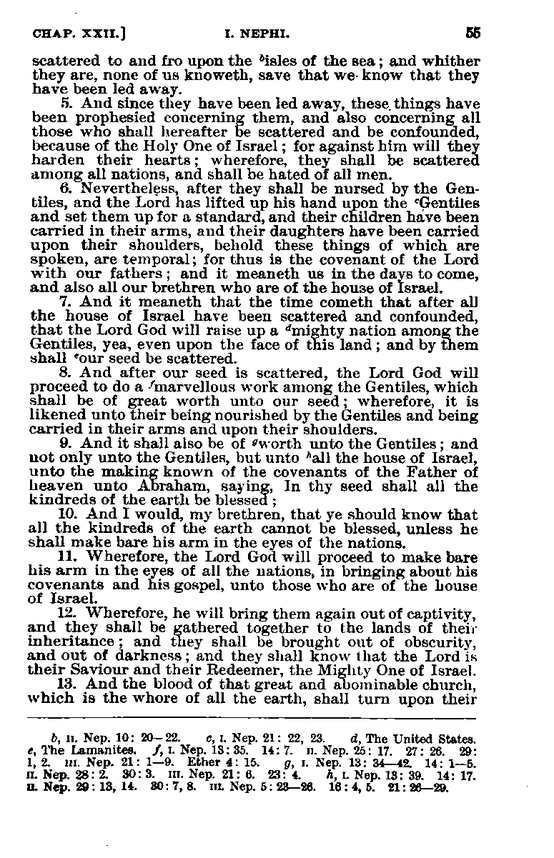 CHAP. XXII.] I. NEPHI. 55
scattered to and fro upon the ᵇisles of the sea; and whither
they are, none of us knoweth, save that we know that they
have been led away.
5. And since they have been led away, these things have
been prophesied concerning them, and also concerning all
those who shall hereafter be scattered and be confounded,
because of the Holy One of Israel; for against him will they
harden their hearts; wherefore, they shall be scattered
among all nations, and shall be hated of all men.
6. Nevertheless, after they shall be nursed by the Gen-
tiles, and the Lord has lifted up his hand upon the ᶜGentiles
and set them up for a standard, and their children have been
carried in their arms, and their daughters have been carried
upon their shoulders, behold these things of which are
spoken, are temporal; for thus is the covenant of the Lord
with our fathers; and it meaneth us in the days to come,
and also all our brethren who are of the house of Israel.
7. And it meaneth that the time cometh that after all
the house of Israel have been scattered and confounded,
that the Lord God will raise up a ᵈmighty nation among the
Gentiles, yea, even upon the face of this land; and by them
shall ᵉour seed be scattered.
8. And after our seed is scattered, the Lord God will
proceed to do a ᶠmarvellous work among the Gentiles, which
shall be of great worth unto our seed; wherefore, it is
likened unto their being nourished by the Gentiles and being
carried in their arms and upon their shoulders.
9. And it shall also be of ᵍworth unto the Gentiles; and
not only unto the Gentiles, but unto ʰall the house of Israel,
unto the making known of the covenants of the Father of
heaven unto Abraham, saying, In thy seed shall all the
kindreds of the earth be blessed;
10. And I would, my brethren, that ye should know that
all the kindreds of the earth cannot be blessed, unless he
shall make bare his arm in the eyes of the nations.
11. Wherefore, the Lord God will proceed to make bare
his arm in the eyes of all the nations, in bringing about his
covenants and his gospel, unto those who are of the house
of Israel.
12. Wherefore, he will bring them again out of captivity,
and they shall be gathered together to the lands of their
inheritance; and they shall be brought out of obscurity,
and out of darkness; and they shall know that the Lord is
their Saviour and their Redeemer, the Mighty One of Israel.
13. And the blood of that great and abominable church,
which is the whore of all the earth, shall turn upon their
b, II. Nep. 10: 20—22. c, I. Nep. 21: 22, 23. d, The United States.
e, The Lamanites. f, I. Nep. 13: 35. 14: 7. II. Nep. 25: 17. 27: 26. 29:
1, 2. III. Nep. 21: 1—9. Ether 4: 15. g, I. Nep. 13: 34—42. 14: 1—5.
II. Nep. 28: 2. 30: 3. III. Nep. 21: 6. 23: 4. h, I. Nep. 13: 39. 14: 17.
II. Nep. 29: 13, 14. 30: 7, 8. III. Nep. 5: 23—26. 16: 4, 5. 21: 26—29.